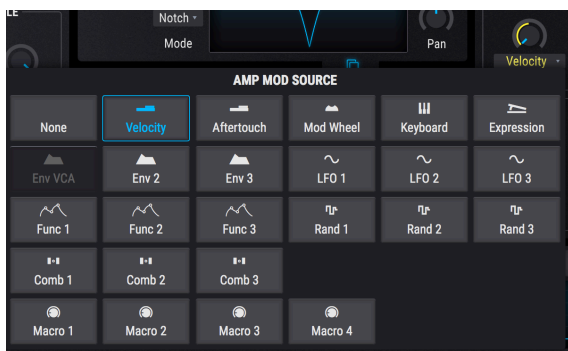 LE
Notch
Mode
Pan
Velocity
AMP MOD SOURCE
None
Velocity
Aftertouch
Mod Wheel
Keyboard
Expression
Env VCA
Env 2
Env 3
LFO 1
LFO 2
LFO 3
Func 1
Func 2
Func 3
Rand 1
Rand 2
Rand 3
Comb 1
Comb 2
Comb 3
Macro 1
Macro 2
Macro 3
Macro 4